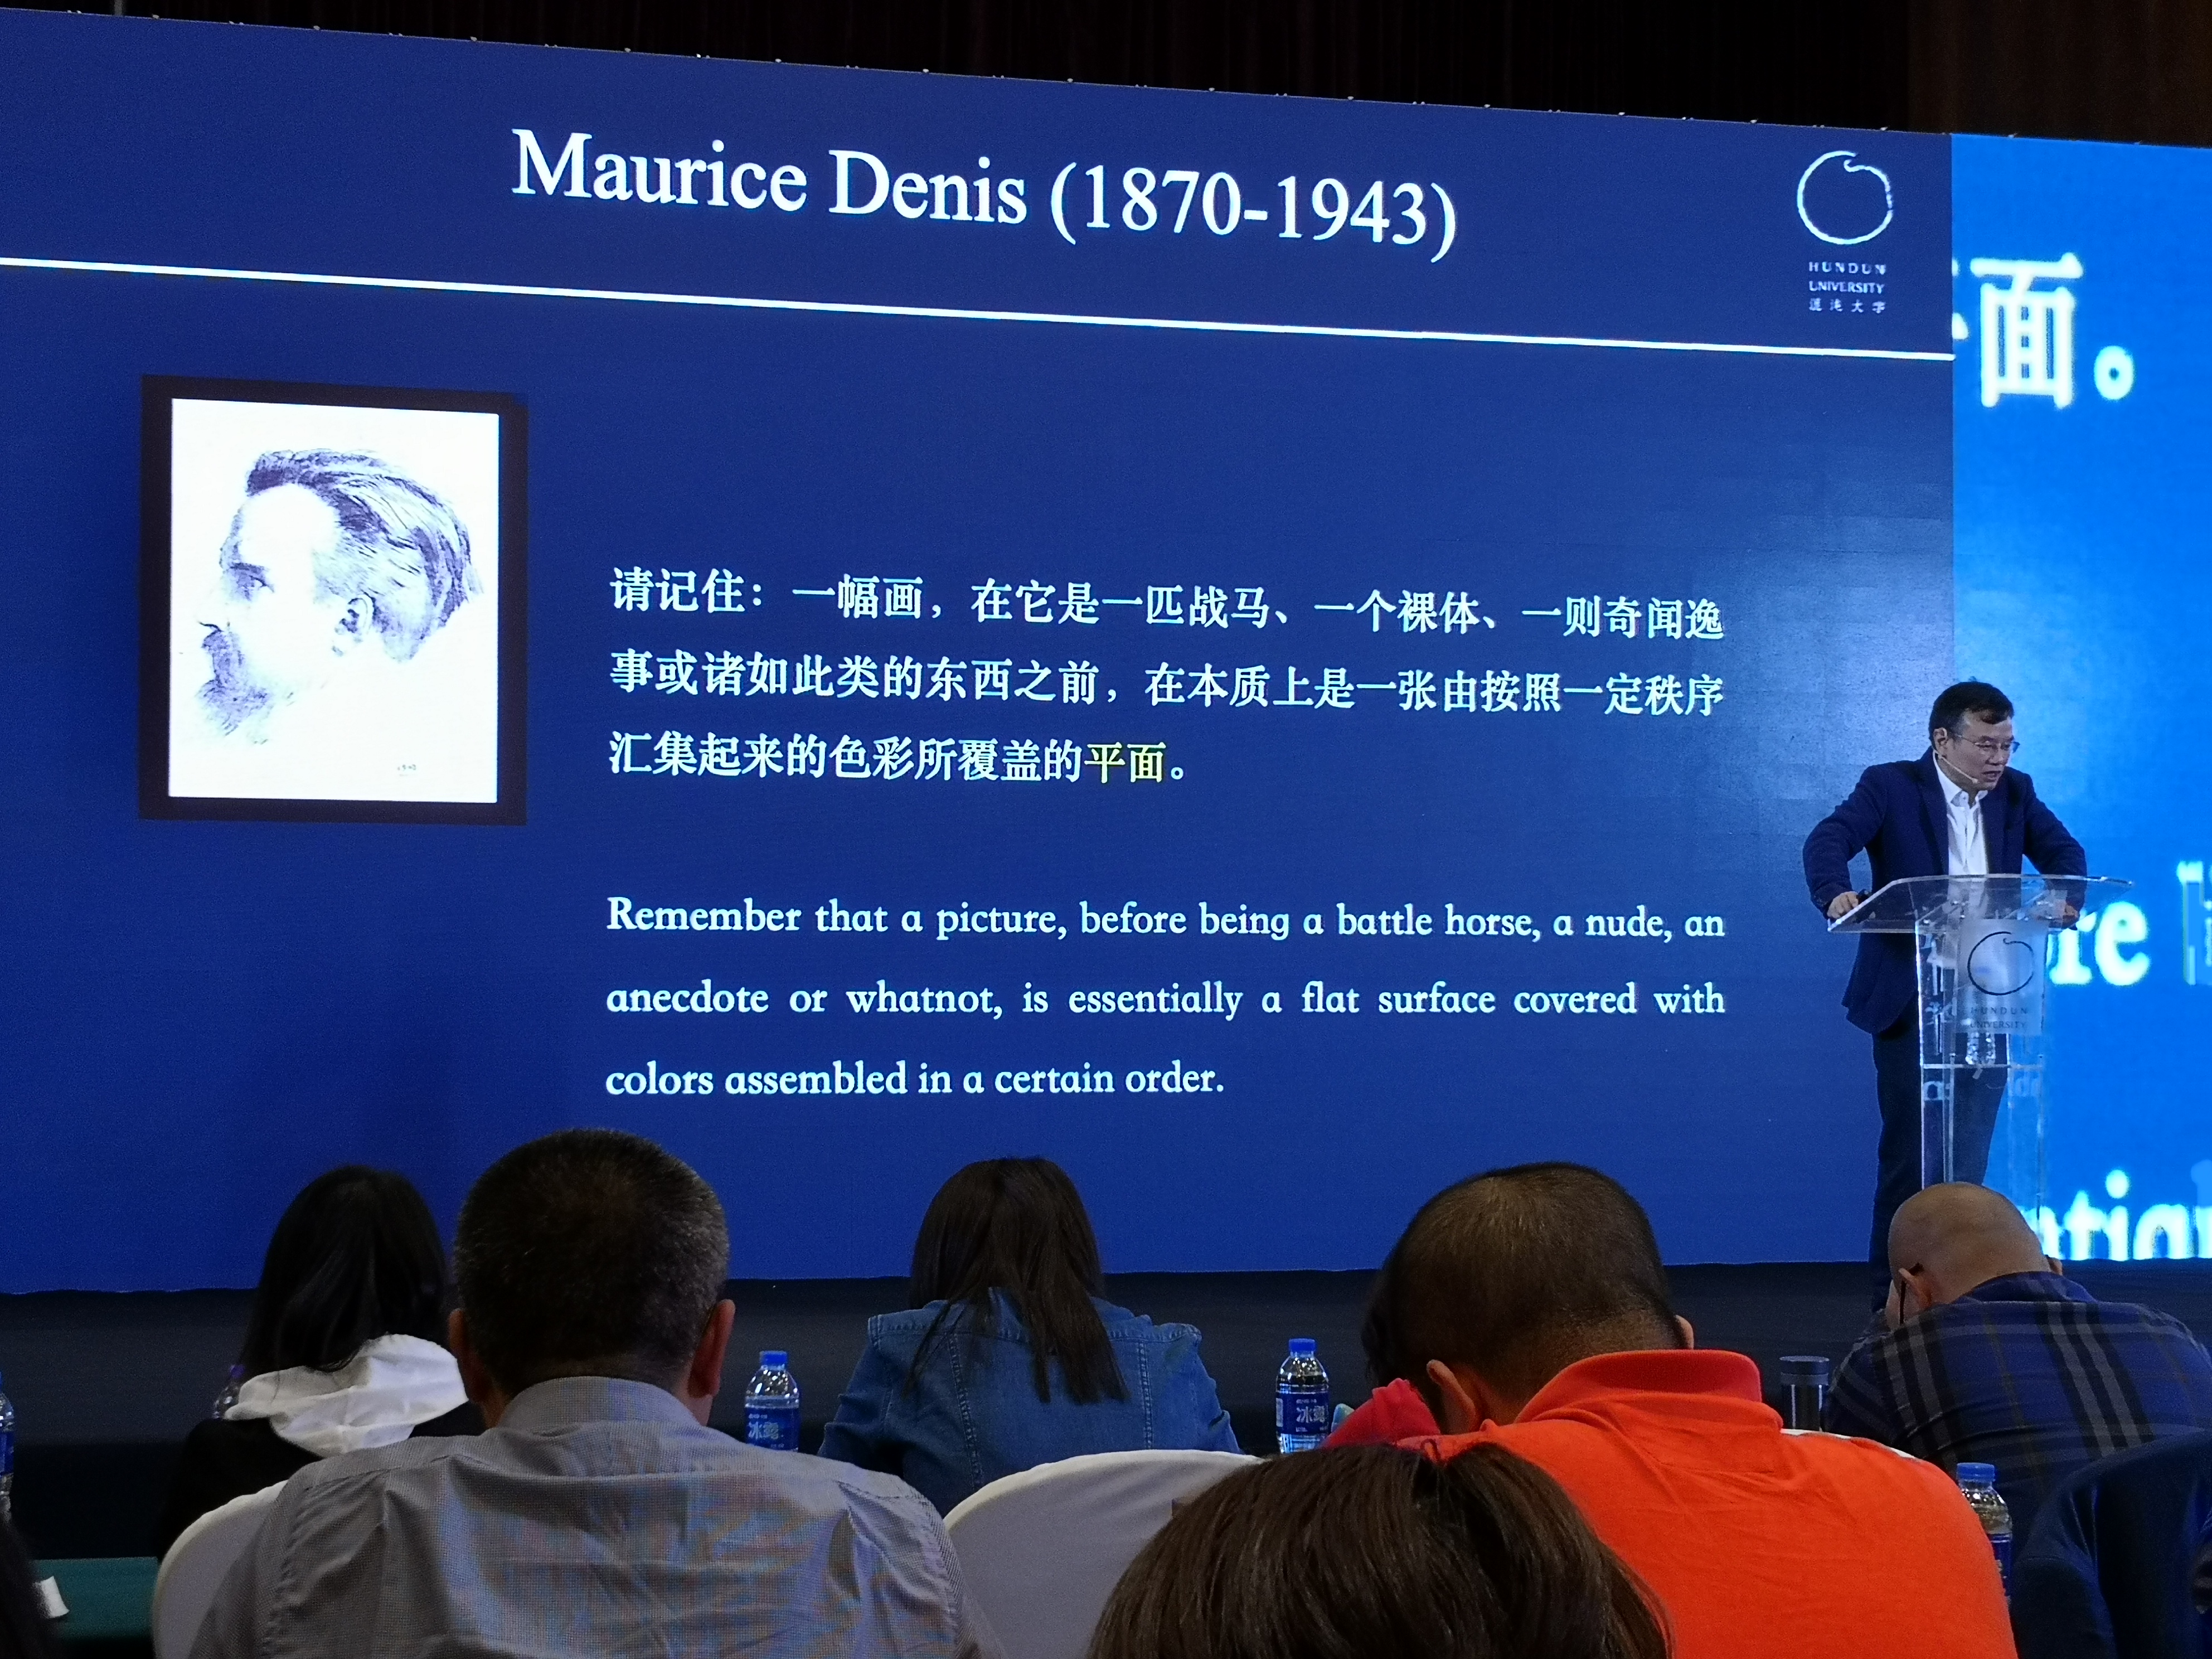 Maurice Denis (1870-1943)
HUNDUN
UNIVERSITY
混沌大学
面。
请记住：一幅画，在它是一匹战马、一个裸体、一则奇闻逸
事或诸如此类的东西之前，在本质上是一张由按照一定秩序
汇集起来的色彩所覆盖的平面。
Remember that a picture, before being a battle horse, a nude, an
anecdote or whatnot, is essentially a flat surface covered with
colors assembled in a certain order.
re
HUNDUN
UNIVERSITY
冰露
冰露